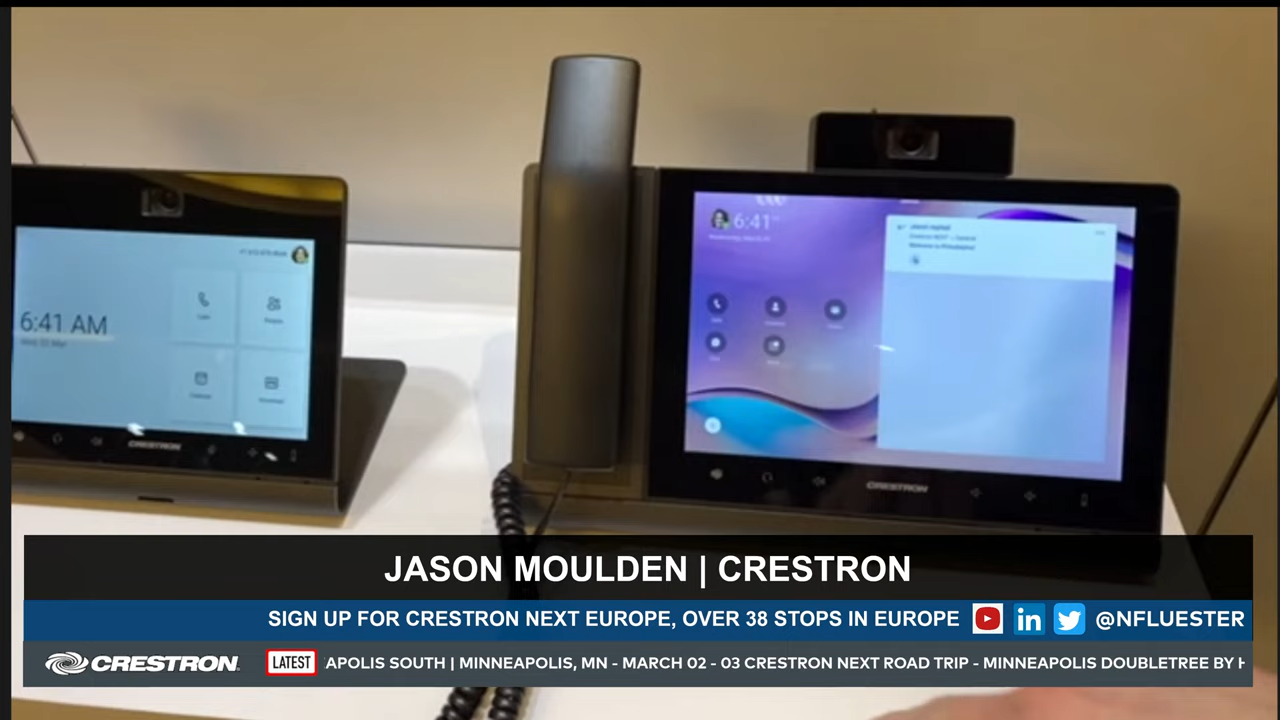 6:41
6:41 AM
CRESTRON
CRESTRON
JASON MOULDEN | CRESTRON
SIGN UP FOR CRESTRON NEXT EUROPE, OVER 38 STOPS IN EUROPE @NFLUESTER
CRESTRON LATEST APOLIS SOUTH | MINNEAPOLIS, MN - MARCH 02 - 03 CRESTRON NEXT ROAD TRIP - MINNEAPOLIS DOUBLETREE BY